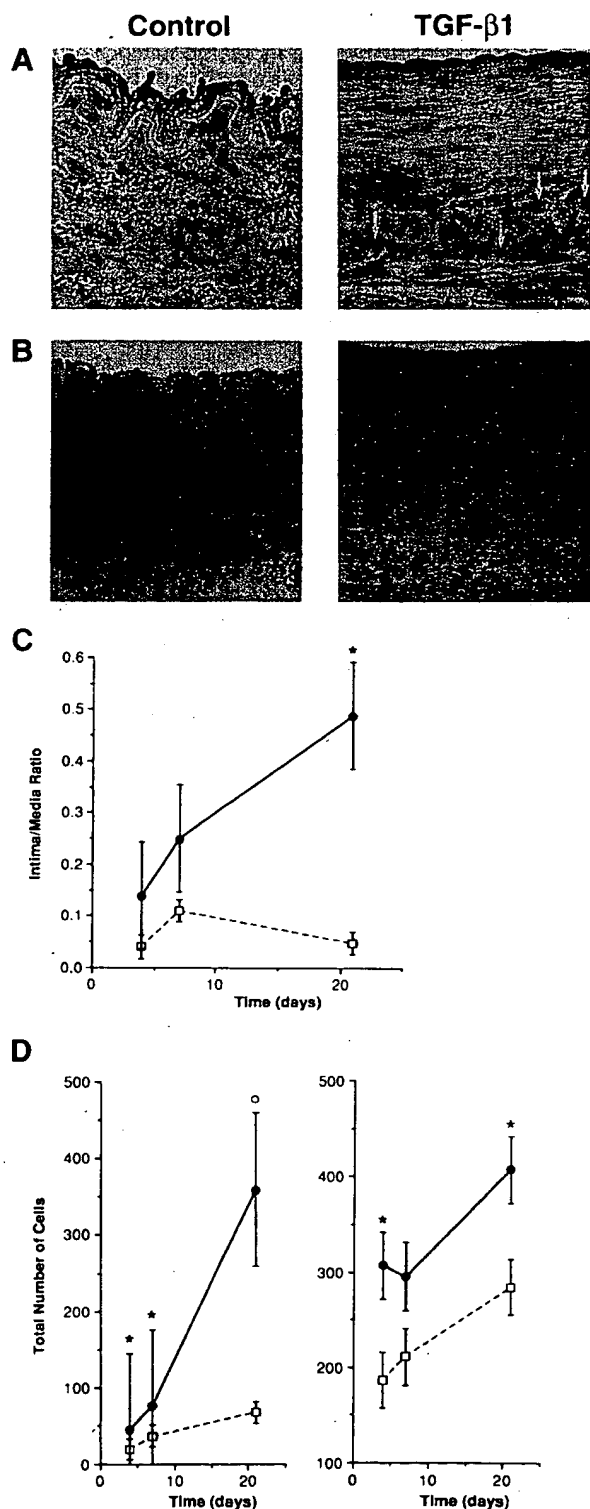 Control TGF-β1
A
B
C
★
0.6
0.5
0.4
0.3
0.2
0.1
0.0
Intima/Media Ratio
0 10 20
Time (days)
D
500
400
300
200
100
0
Total Number of Cells
★ ★ ○
0 10 20
Time (days)
500
400
300
200
100
★ ★
0 10 20
Time (days)